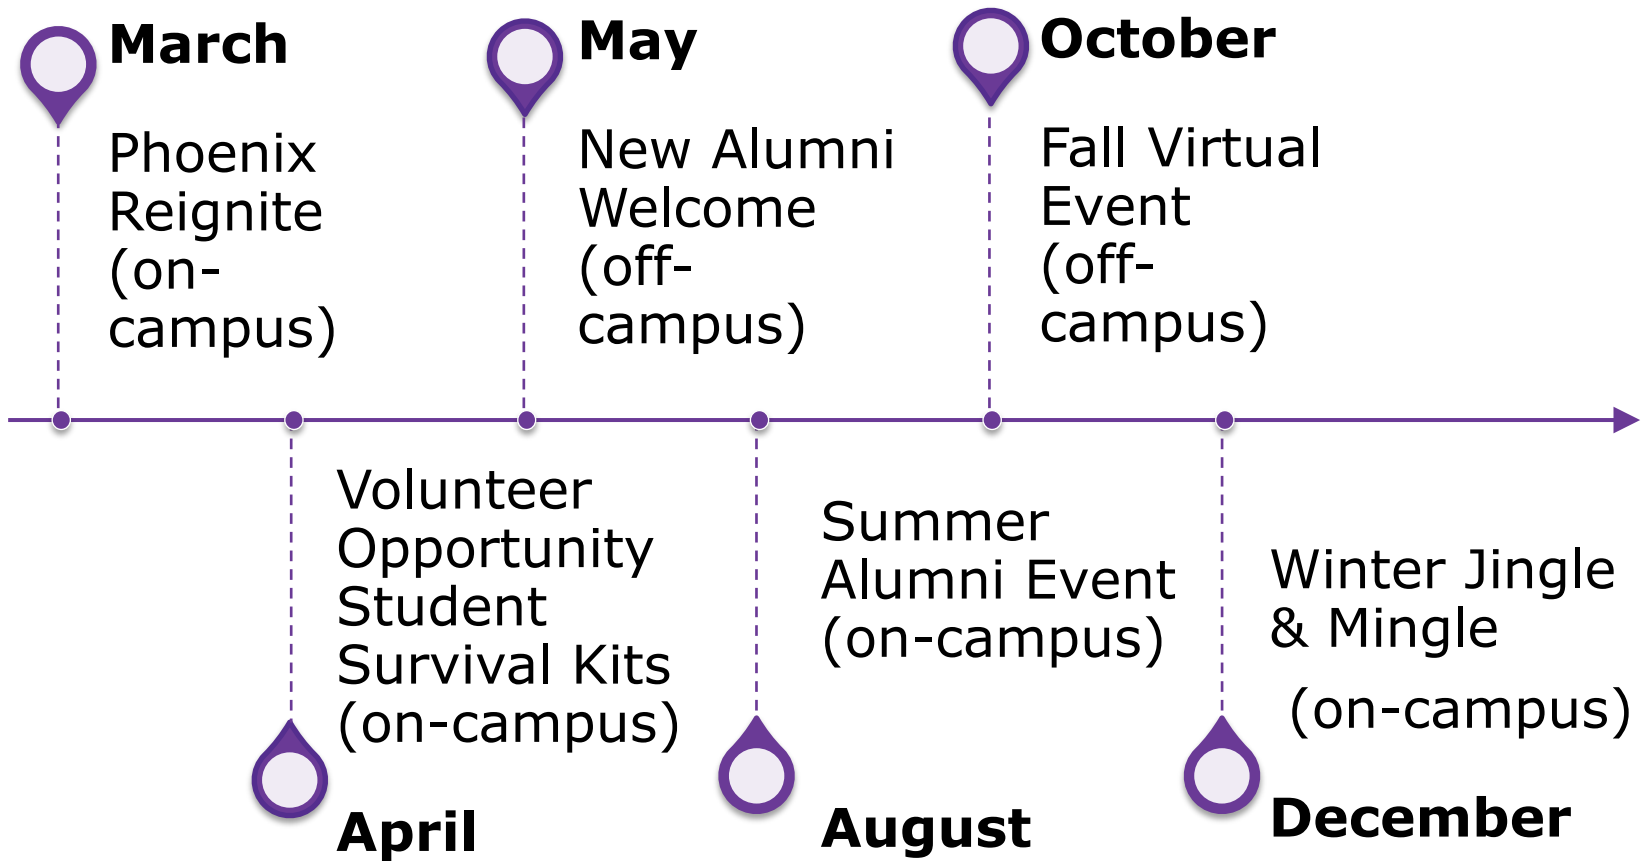 March
Phoenix
Reignite
(on-
campus)
May
New Alumni
Welcome
(off-
campus)
October
Fall Virtual
Event
(off-
campus)
Volunteer
Opportunity
Student
Survival Kits
(on-campus)
April
Summer
Alumni Event
(on-campus)
August
Winter Jingle
& Mingle
(on-campus)
December